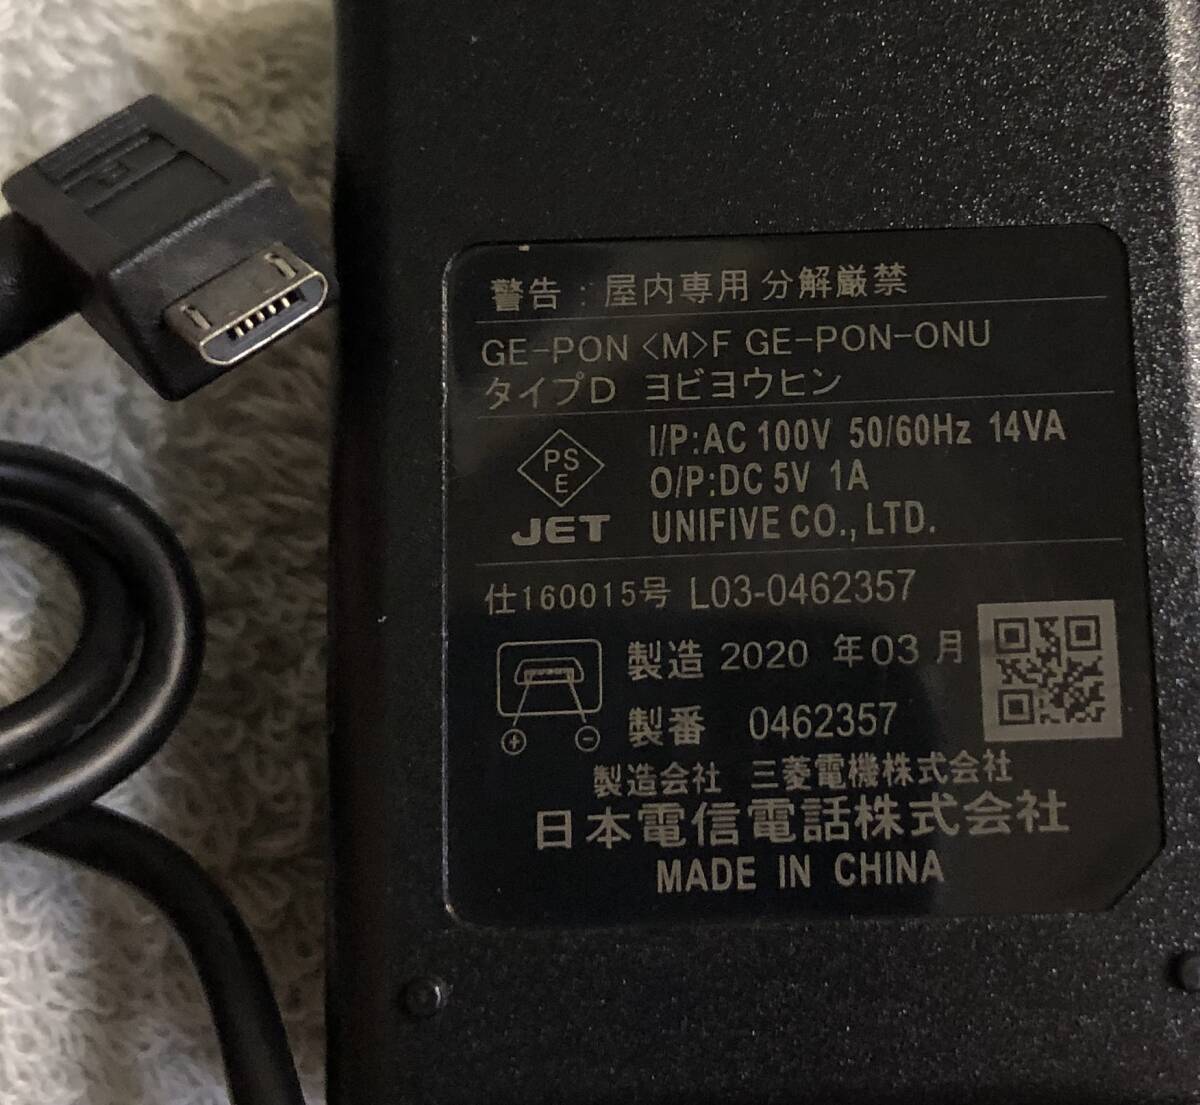 警告：屋内専用 分解厳禁
GE-PON <M>F GE-PON-ONU
タイプD ヨビヨウヒン
PS
E
JET
I/P:AC 100V 50/60Hz 14VA
O/P:DC 5V 1A
UNIFIVE CO., LTD.
仕160015号 L03-0462357
製造 2020 年 03 月
製番 0462357
+ -
製造会社 三菱電機株式会社
日本電信電話株式会社
MADE IN CHINA